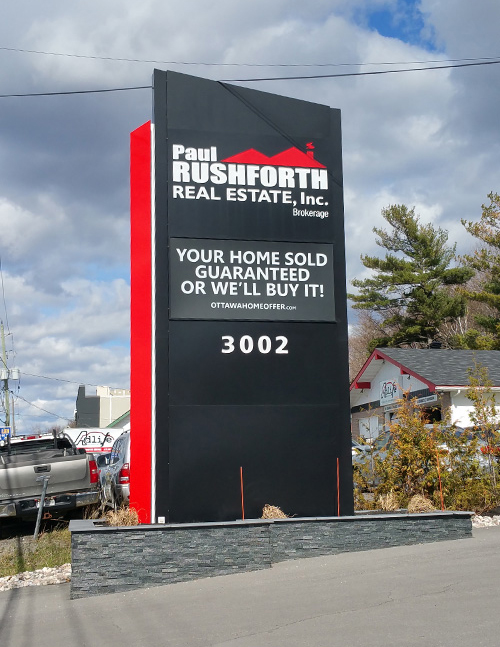 Paul
RUSHFORTH
REAL ESTATE, Inc.
Brokerage
YOUR HOME SOLD
GUARANTEED
OR WE'LL BUY IT!
OTTAWAHOMEOFFER.COM
3002